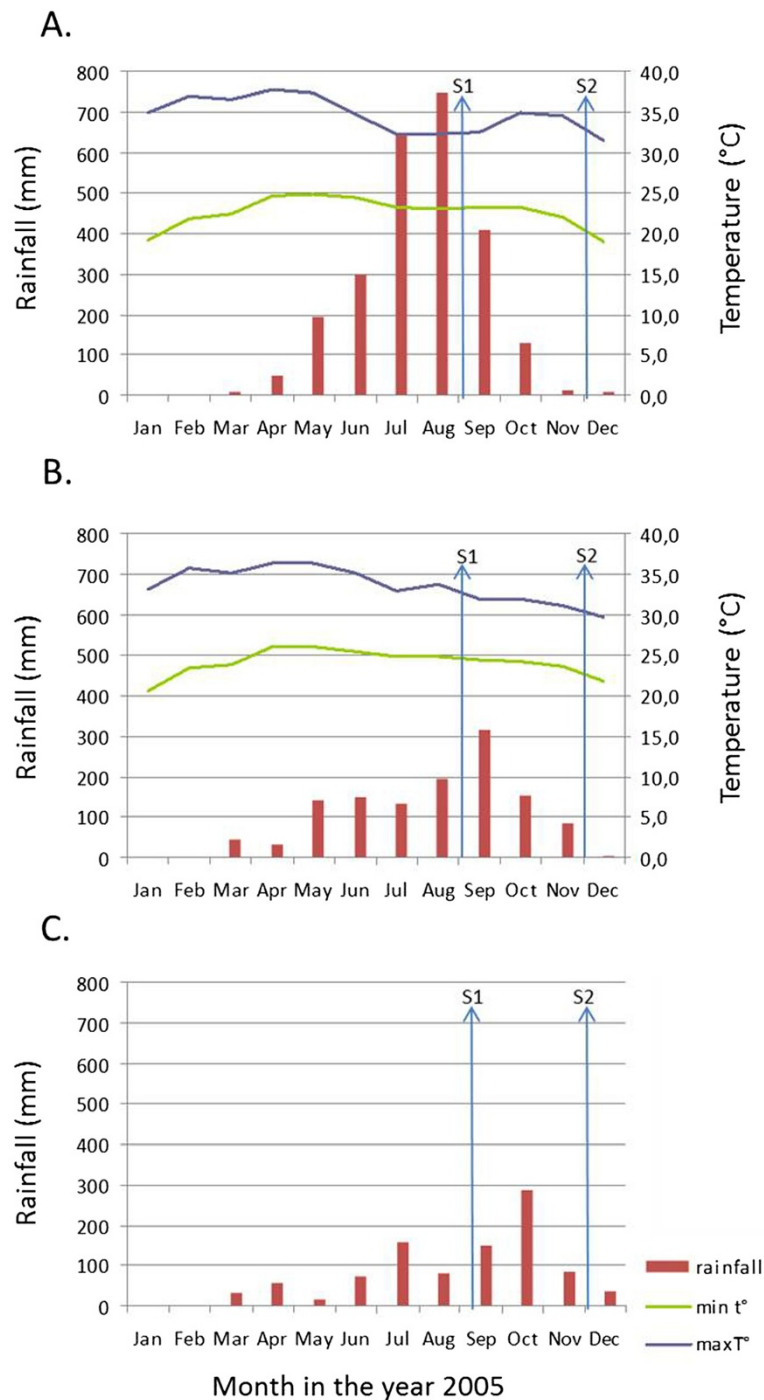 A.
Rainfall (mm)
800
700
600
500
400
300
200
100
0
S1
S2
40,0
35,0
30,0
25,0
20,0
15,0
10,0
5,0
0,0
Temperature (°C)
Jan Feb Mar Apr May Jun Jul Aug Sep Oct Nov Dec
B.
Rainfall (mm)
800
700
600
500
400
300
200
100
0
S1
S2
40,0
35,0
30,0
25,0
20,0
15,0
10,0
5,0
0,0
Temperature (°C)
Jan Feb Mar Apr May Jun Jul Aug Sep Oct Nov Dec
C.
Rainfall (mm)
800
700
600
500
400
300
200
100
0
S1
S2
Jan Feb Mar Apr May Jun Jul Aug Sep Oct Nov Dec
rainfall
min t°
maxT°
Month in the year 2005